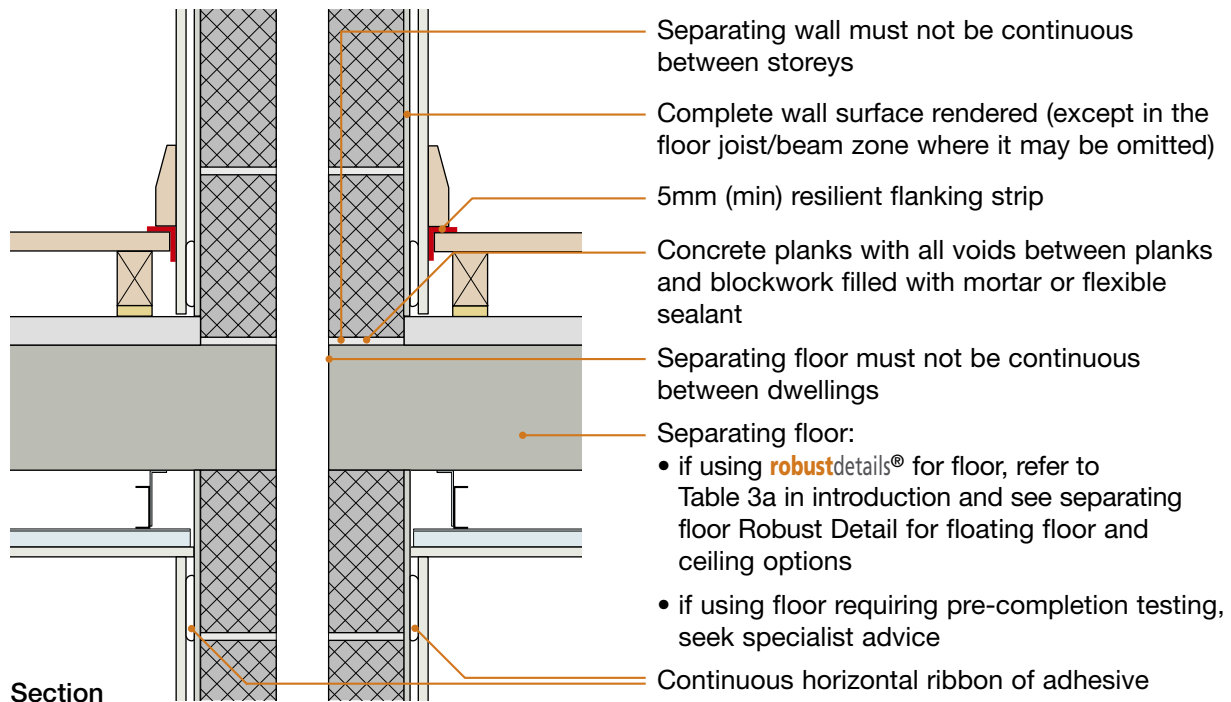 Separating wall must not be continuous
between storeys
Complete wall surface rendered (except in the
floor joist/beam zone where it may be omitted)
5mm (min) resilient flanking strip
Concrete planks with all voids between planks
and blockwork filled with mortar or flexible
sealant
Separating floor must not be continuous
between dwellings
Separating floor:
• if using robustdetails® for floor, refer to
Table 3a in introduction and see separating
floor Robust Detail for floating floor and
ceiling options
• if using floor requiring pre-completion testing,
seek specialist advice
Continuous horizontal ribbon of adhesive
Section